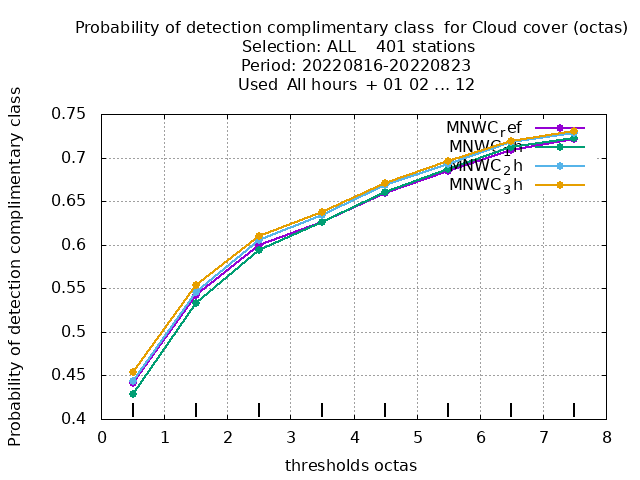 Probability of detection complimentary class  for Cloud cover (octas)
Selection: ALL    401 stations
Period: 20220816-20220823
Used  All hours  + 01 02 ... 12
Probability of detection complimentary class
0.75
0.7
0.65
0.6
0.55
0.5
0.45
0.4
MNWC_ref
MNWC_1h
MNWC_2h
MNWC_3h
0 1 2 3 4 5 6 7 8
thresholds octas